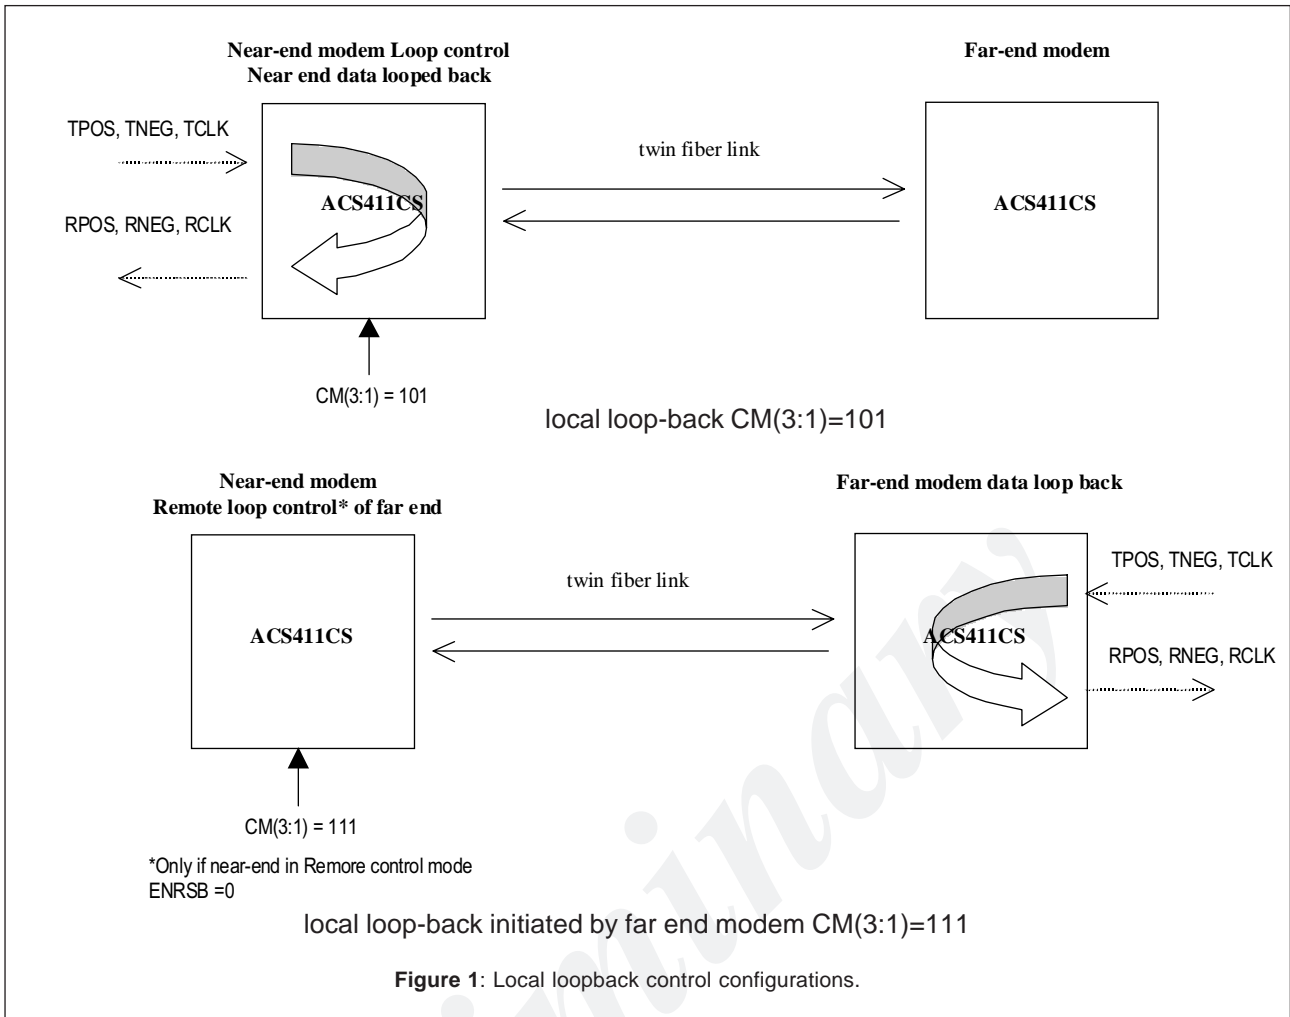 Near-end modem Loop control
Near end data looped back
Far-end modem
TPOS, TNEG, TCLK
twin fiber link
ACS411CS
ACS411CS
RPOS, RNEG, RCLK
CM(3:1) = 101
local loop-back CM(3:1)=101
Near-end modem
Remote loop control* of far end
Far-end modem data loop back
TPOS, TNEG, TCLK
twin fiber link
ACS411CS
ACS411CS
RPOS, RNEG, RCLK
CM(3:1) = 111
*Only if near-end in Remore control mode
ENRSB =0
local loop-back initiated by far end modem CM(3:1)=111
Figure 1: Local loopback control configurations.
iminary